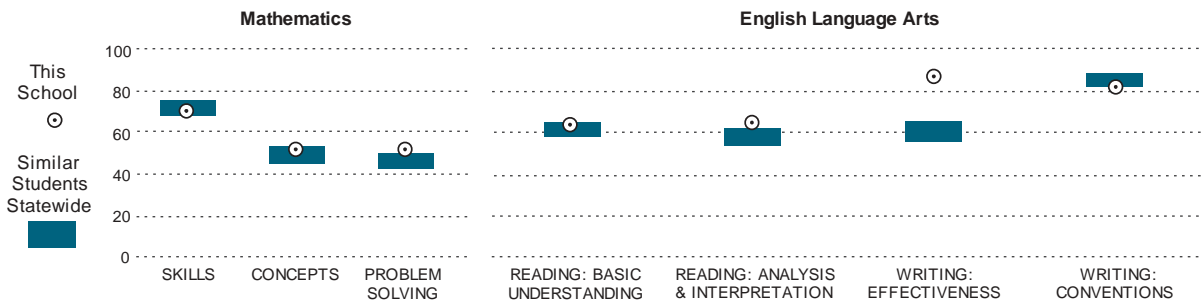 Mathematics
English Language Arts
This
School
Similar
Students
Statewide
100
80
60
40
20
0
SKILLS
CONCEPTS
PROBLEM
SOLVING
READING: BASIC
UNDERSTANDING
READING: ANALYSIS
& INTERPRETATION
WRITING:
EFFECTIVENESS
WRITING:
CONVENTIONS